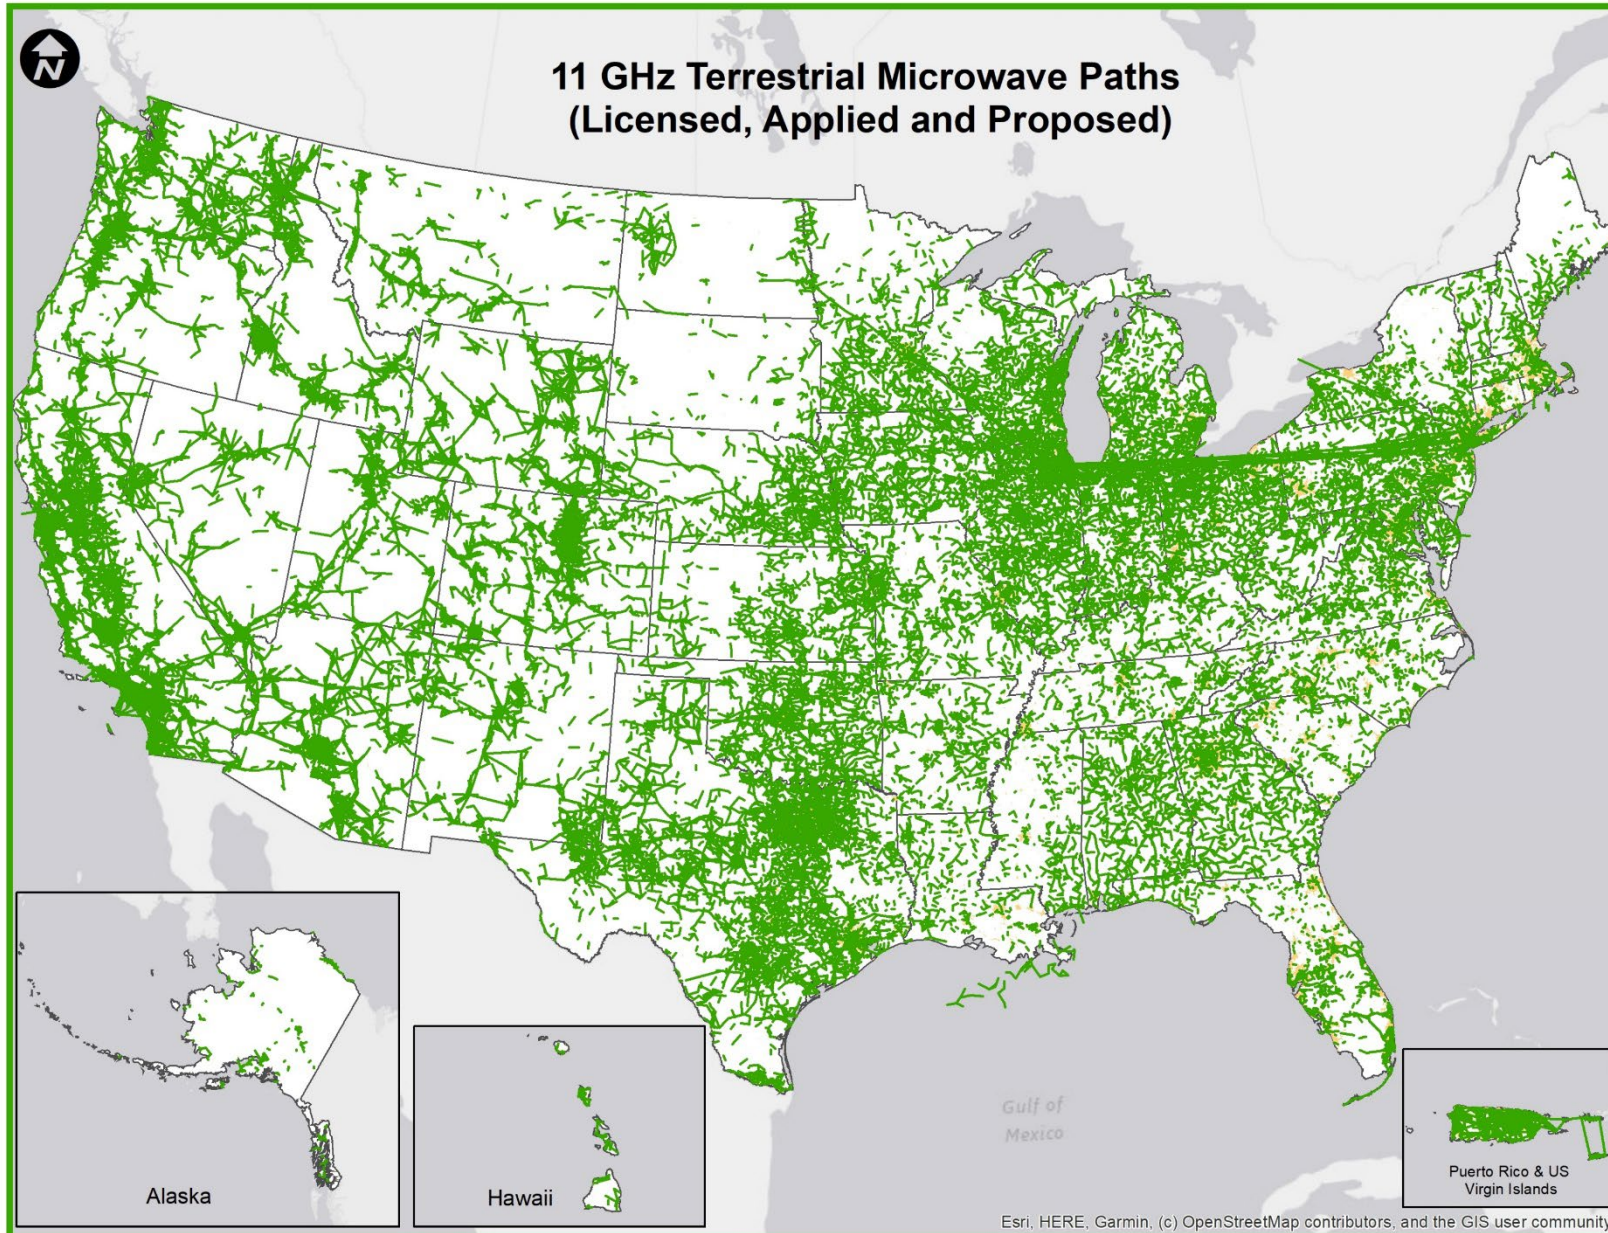 N
11 GHz Terrestrial Microwave Paths
(Licensed, Applied and Proposed)
Gulf of
Mexico
Alaska
Hawaii
Puerto Rico & US
Virgin Islands
Esri, HERE, Garmin, (c) OpenStreetMap contributors, and the GIS user community